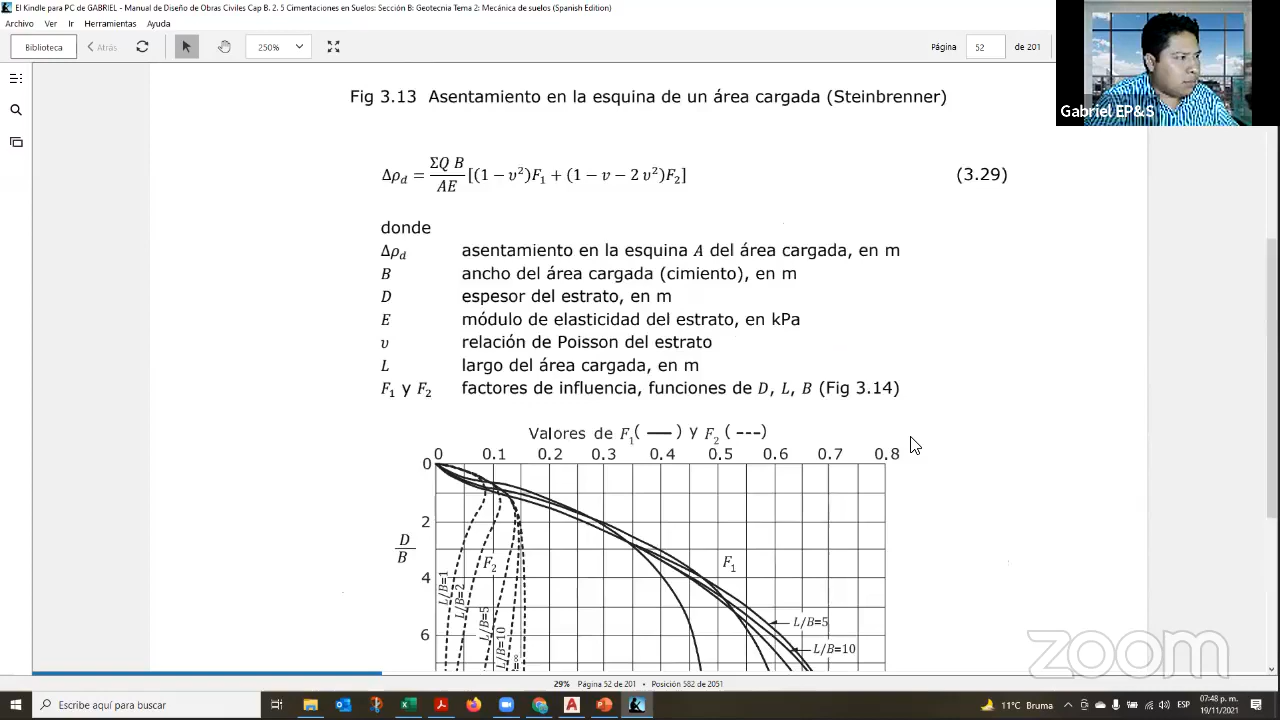 El Kindle para PC de GABRIEL - Manual de Diseño de Obras Civiles Cap B. 2. 5 Cimentaciones en Suelos: Sección B: Geotecnia Tema 2: Mecánica de suelos (Spanish Edition)
Archivo Ver Ir Herramientas Ayuda
Biblioteca Atrás 250% Página 52 de 201
Gabriel EP&S
Fig 3.13 Asentamiento en la esquina de un área cargada (Steinbrenner)
Δρd = ΣQ B / AE [(1 − υ²)F₁ + (1 − v − 2 υ²)F₂] (3.29)
donde
Δρd asentamiento en la esquina A del área cargada, en m
B ancho del área cargada (cimiento), en m
D espesor del estrato, en m
E módulo de elasticidad del estrato, en kPa
υ relación de Poisson del estrato
L largo del área cargada, en m
F₁ y F₂ factores de influencia, funciones de D, L, B (Fig 3.14)
Valores de F₁( — ) y F₂ ( --- )
0 0.1 0.2 0.3 0.4 0.5 0.6 0.7 0.8
0
2
D
B
4
6
F₂
F₁
L/B=1
L/B=2
L/B=5
L/B=10
L/B=5
L/B=10
zoom
29% Página 52 de 201 Posición 582 de 2051
Escribe aquí para buscar
11°C Bruma
ESP
07:48 p. m.
19/11/2021